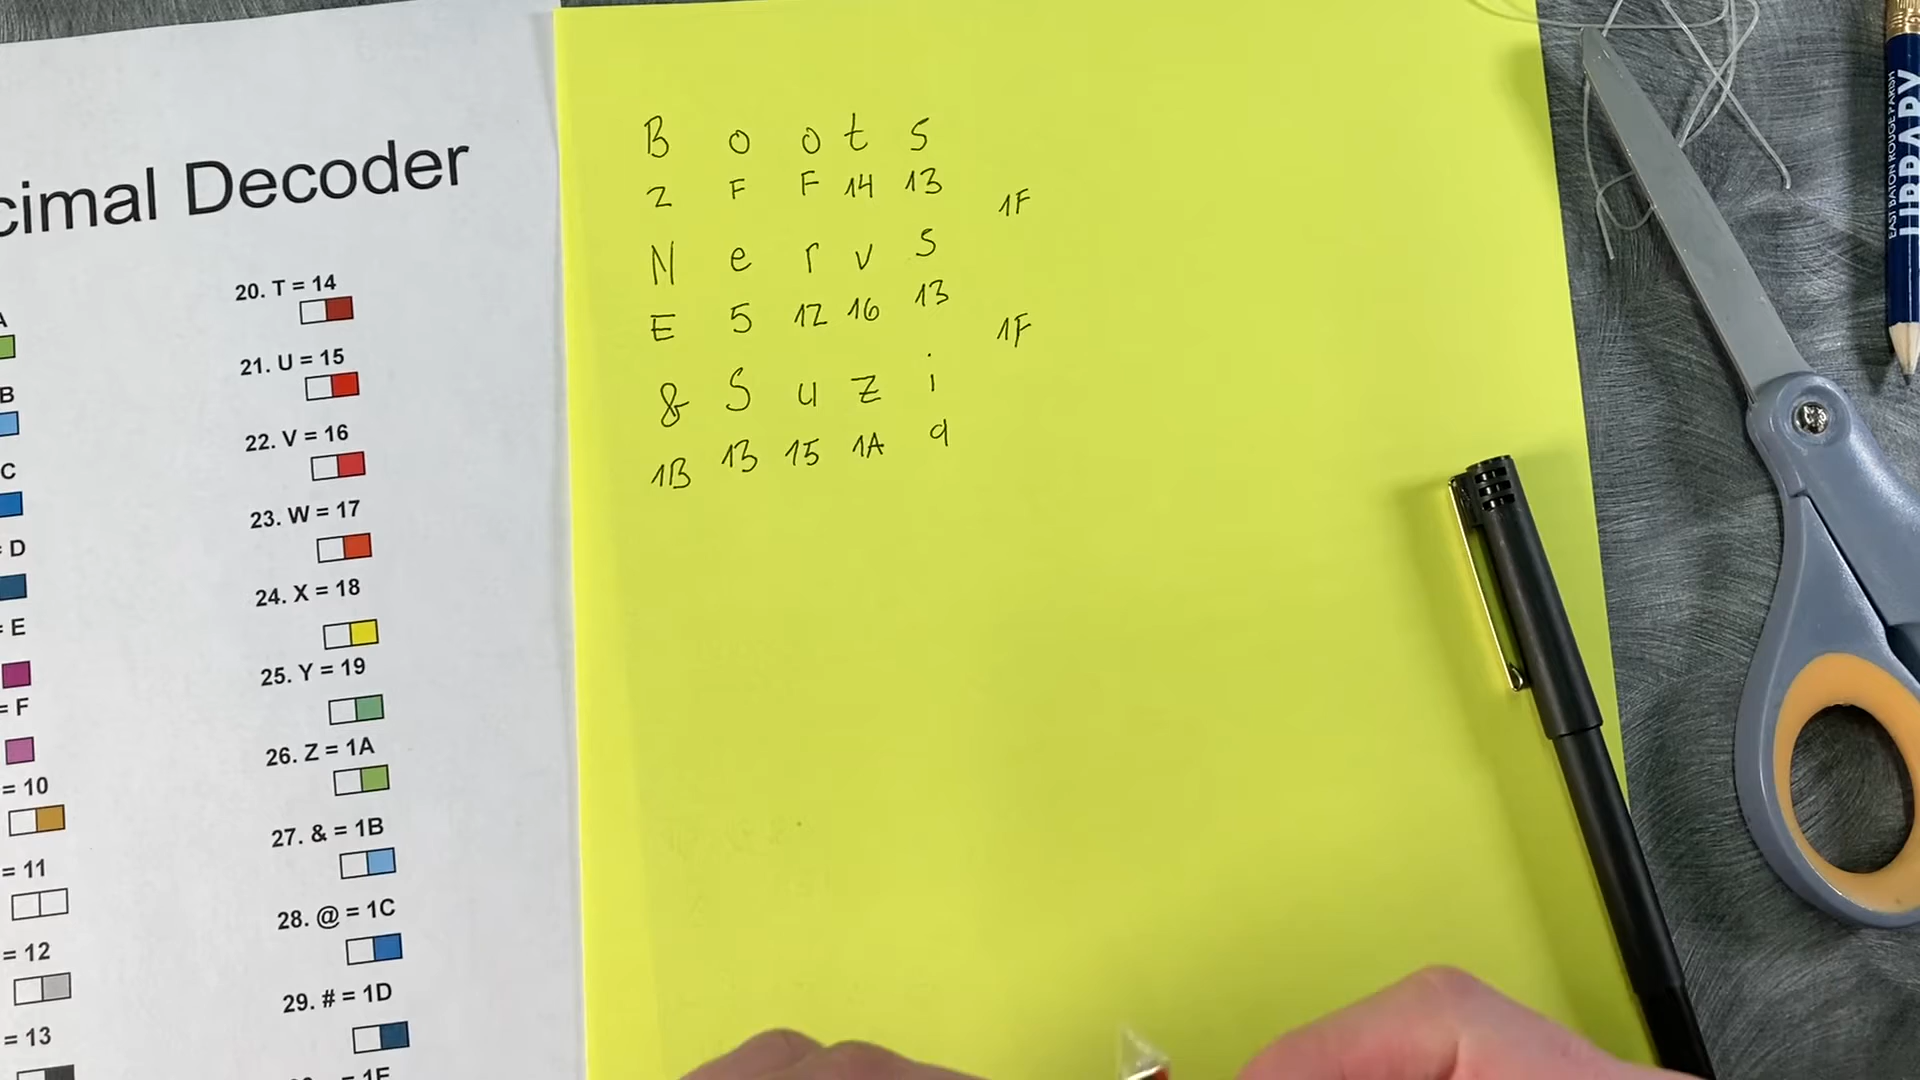 cimal Decoder
A
B
C
= D
= E
= F
= 10
= 11
= 12
= 13
20. T = 14
21. U = 15
22. V = 16
23. W = 17
24. X = 18
25. Y = 19
26. Z = 1A
27. & = 1B
28. @ = 1C
29. # = 1D
= 1E
B o o t s
2 F F 14 13
1F
N e r v s
E 5 12 16 13
1F
& S u z i
1B 13 15 1A 9
EAST BATON ROUGE PARISH
LIBRARY